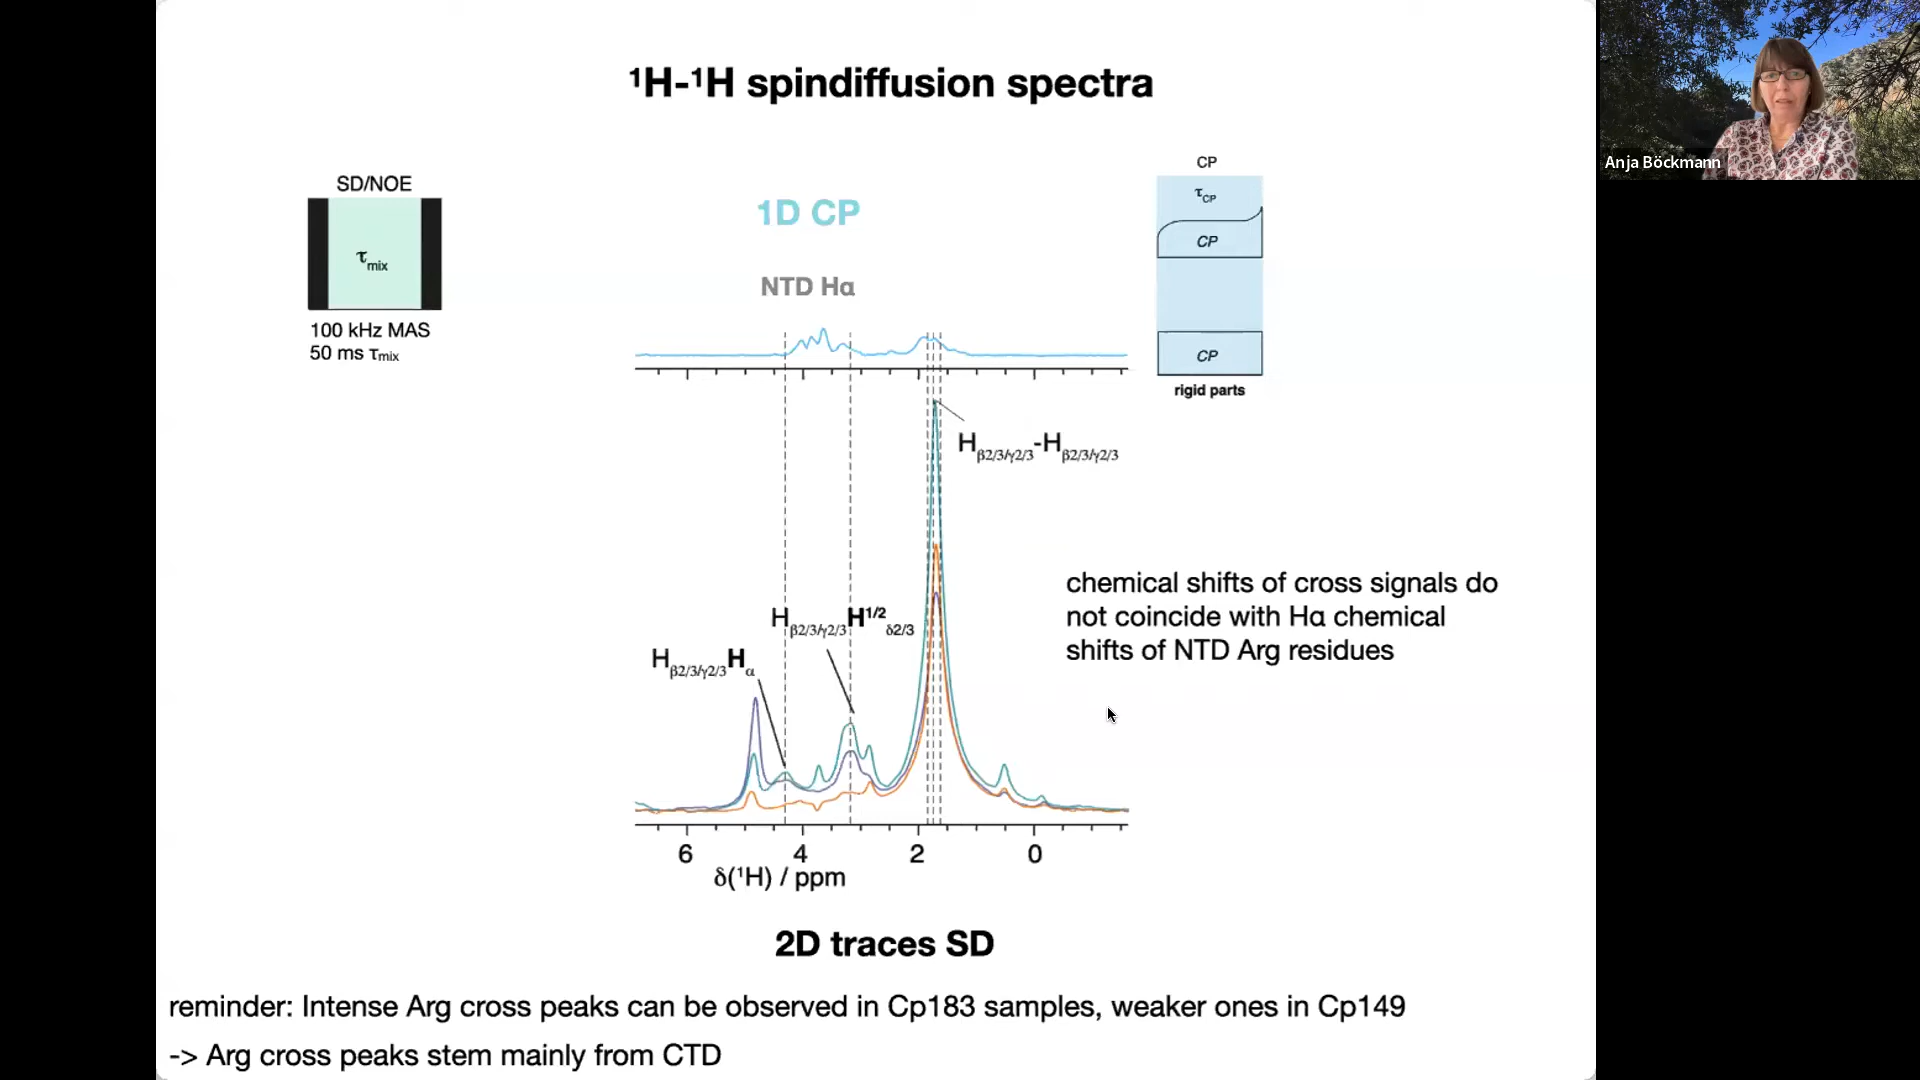 ¹H-¹H spindiffusion spectra
Anja Böckmann
SD/NOE
τmix
100 kHz MAS
50 ms τmix
1D CP
NTD Hα
CP
τCP
CP
CP
rigid parts
Hβ2/3/γ2/3-Hβ2/3/γ2/3
Hβ2/3/γ2/3H1/2δ2/3
Hβ2/3/γ2/3Hα
chemical shifts of cross signals do
not coincide with Hα chemical
shifts of NTD Arg residues
6 4 2 0
δ(¹H) / ppm
2D traces SD
reminder: Intense Arg cross peaks can be observed in Cp183 samples, weaker ones in Cp149
-> Arg cross peaks stem mainly from CTD